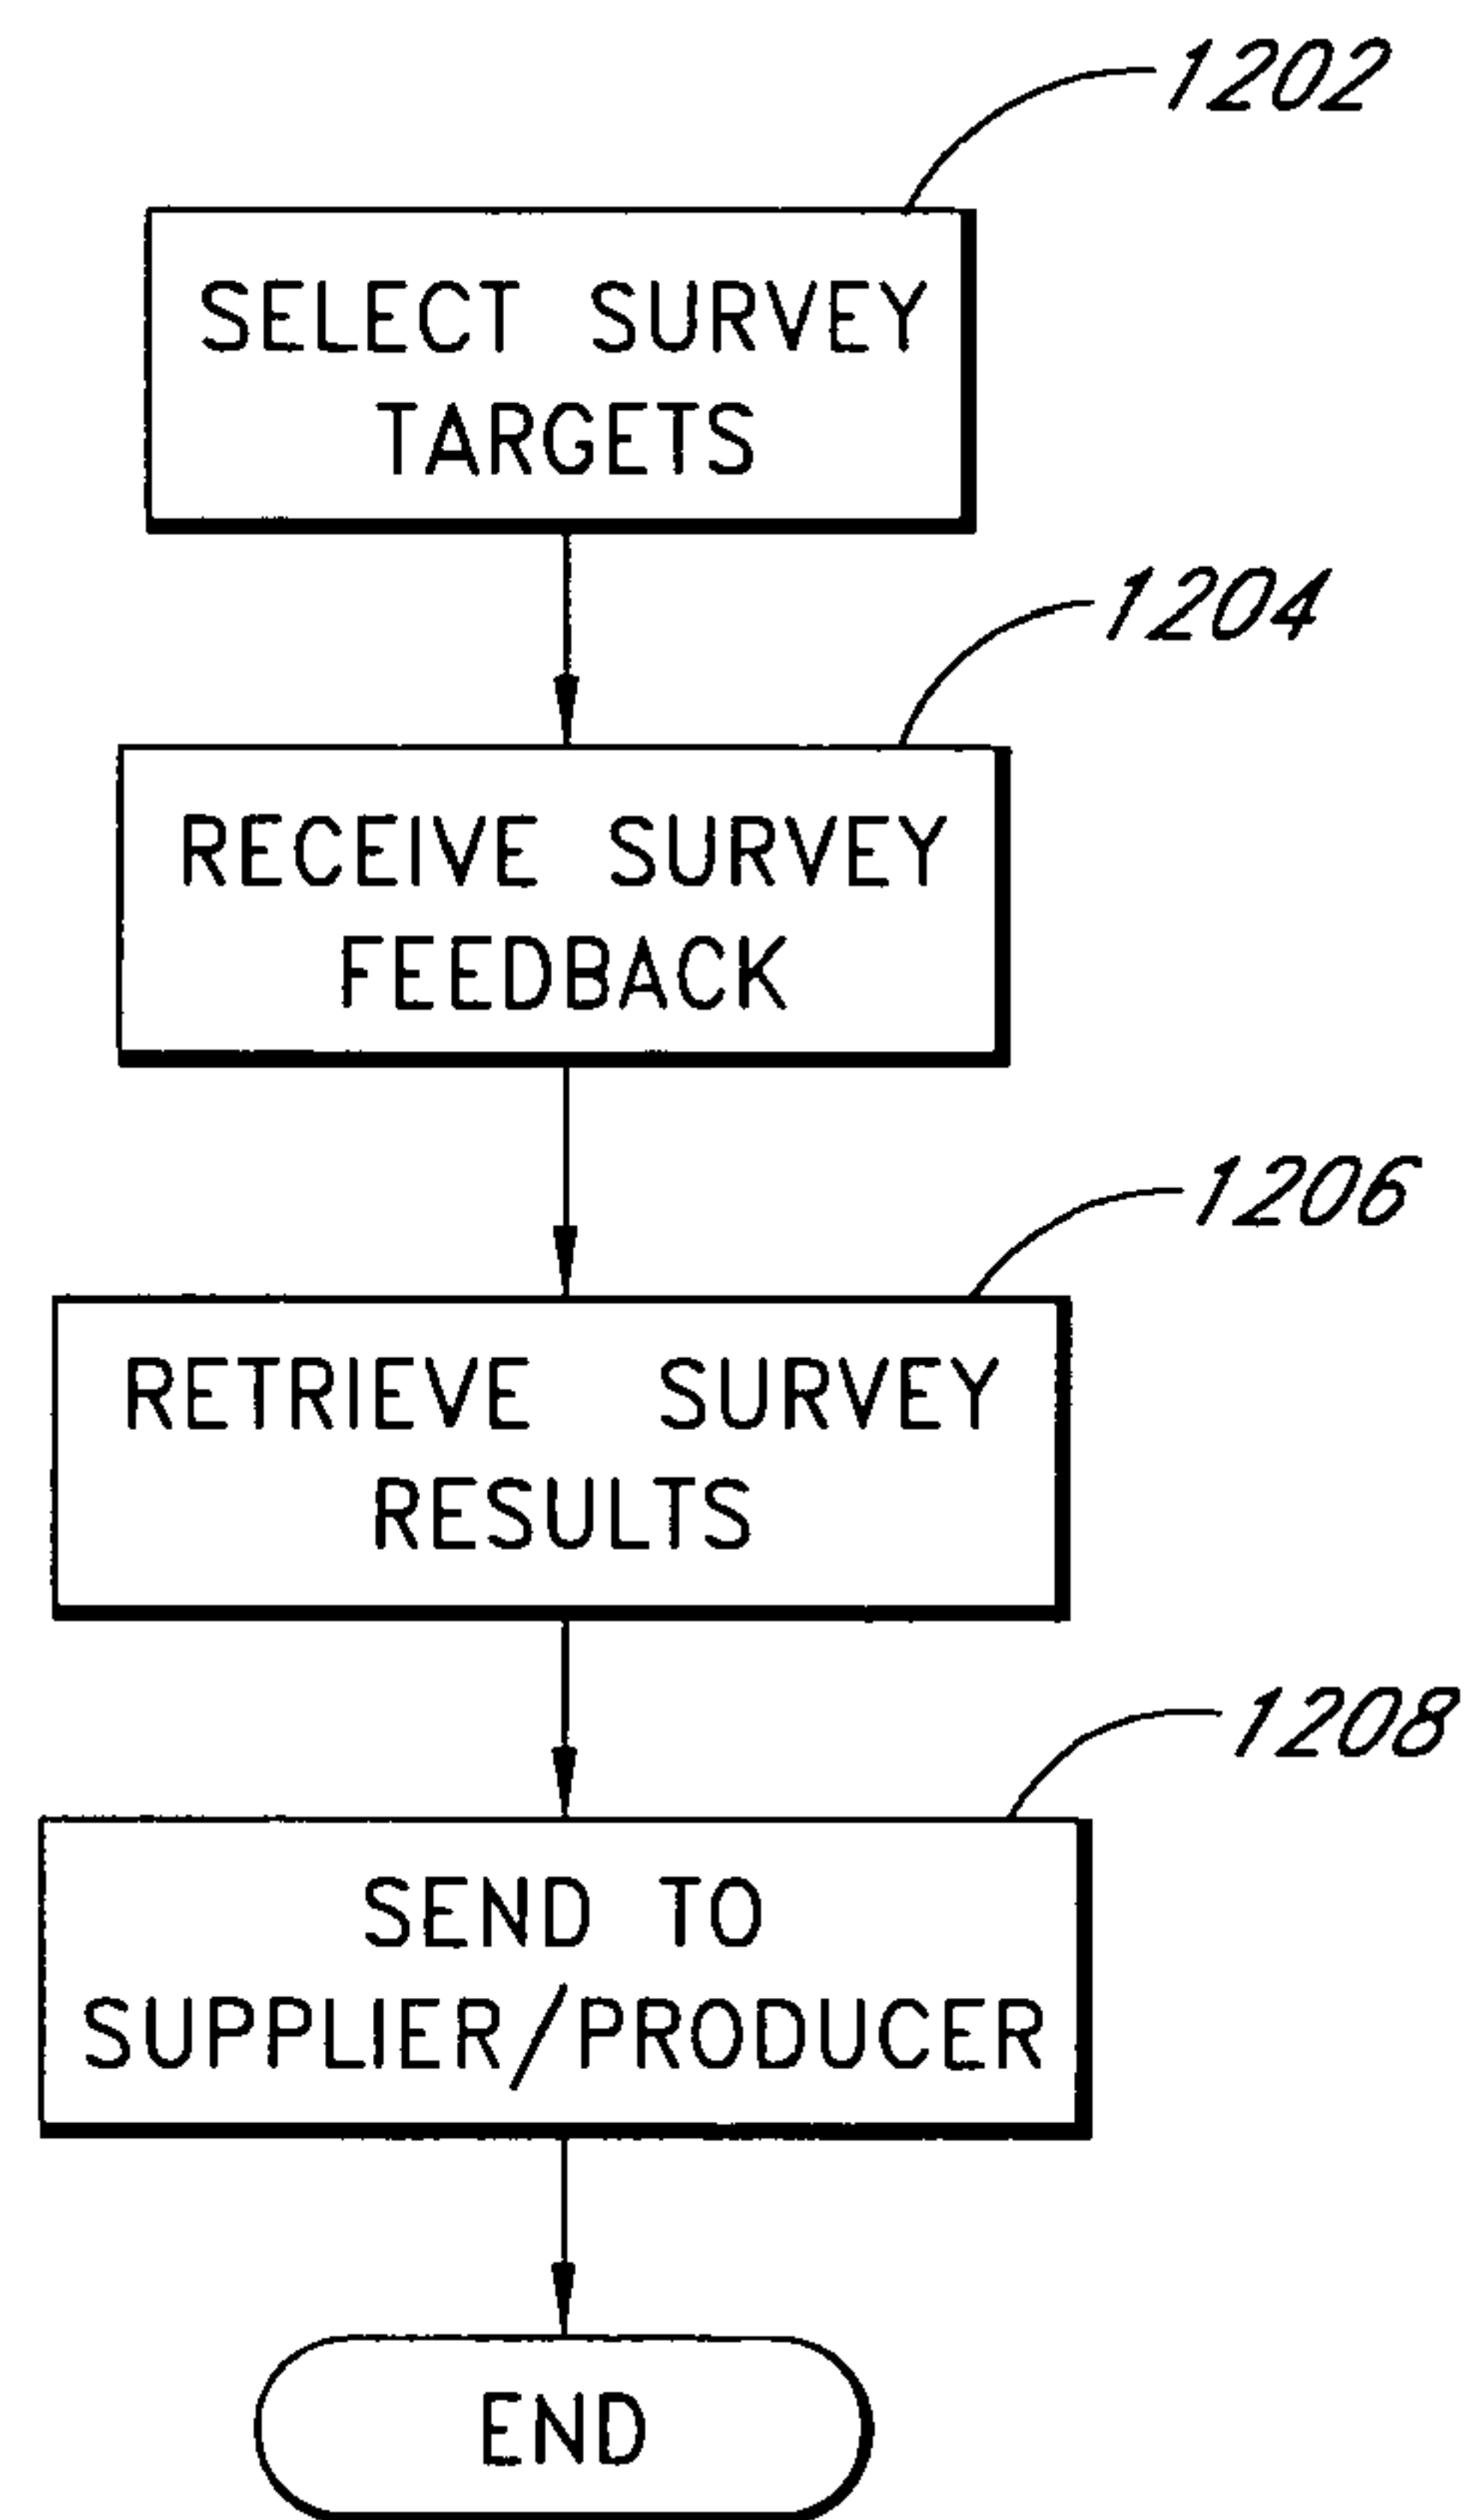 1202
SELECT SURVEY
TARGETS
1204
RECEIVE SURVEY
FEEDBACK
1206
RETRIEVE SURVEY
RESULTS
1208
SEND TO
SUPPLIER/PRODUCER
END